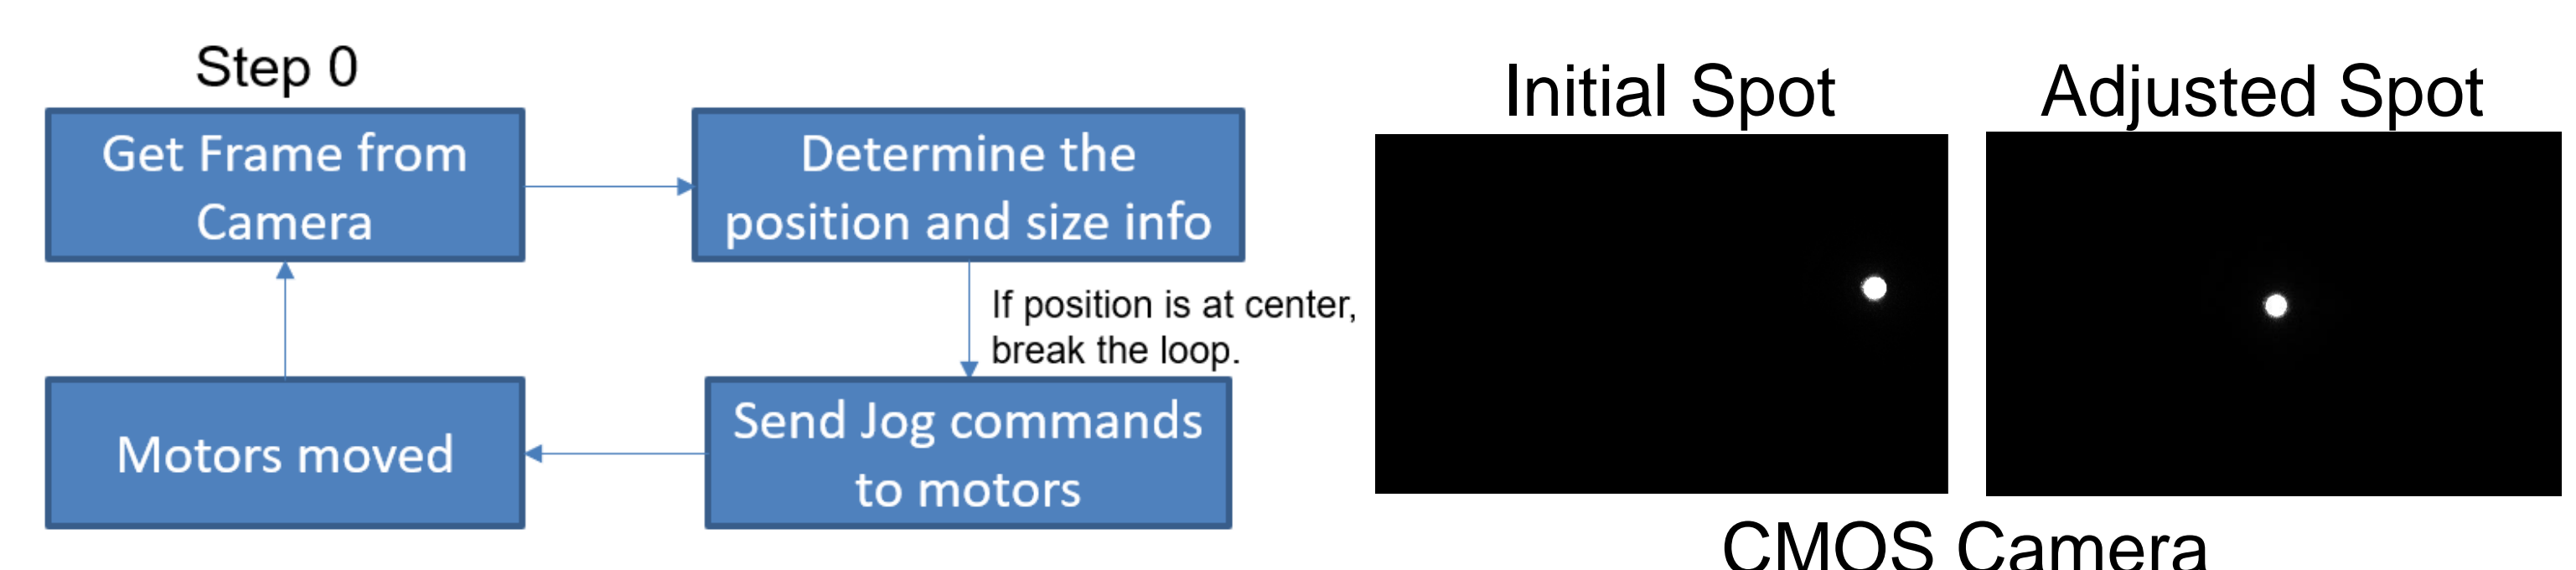 Step 0
Get Frame from
Camera
Determine the
position and size info
If position is at center,
break the loop.
Send Jog commands
to motors
Motors moved
Initial Spot
Adjusted Spot
CMOS Camera